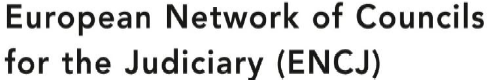 European Network of Councils
for the Judiciary (ENCJ)